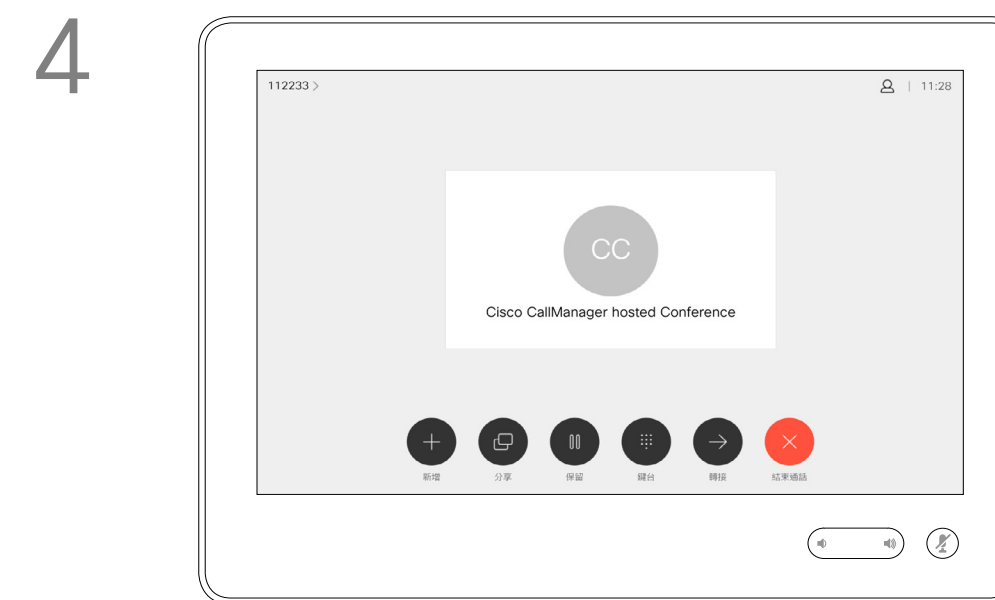 4
112233 >
| 11:28
CC
Cisco CallManager hosted Conference
新增 分享 保留 鍵台 轉接 結束通話